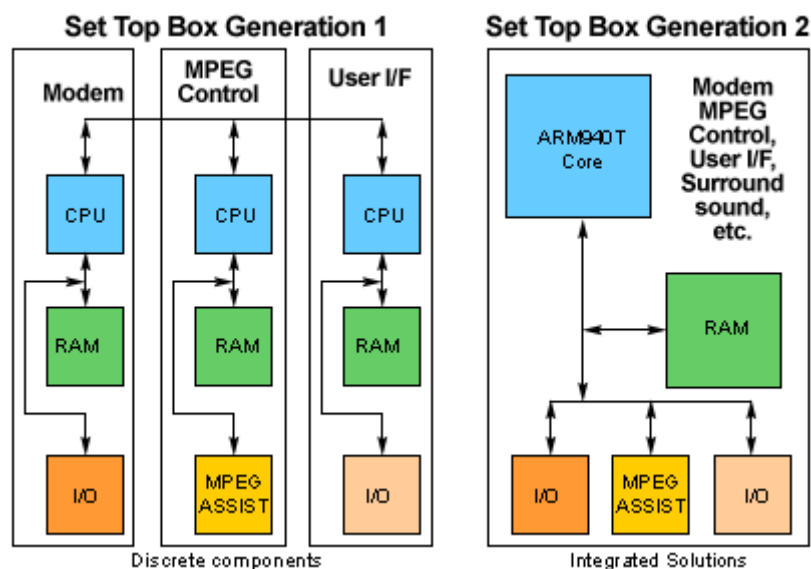 Set Top Box Generation 1
Modem
MPEG
Control
User I/F
CPU
CPU
CPU
RAM
RAM
RAM
I/O
MPEG
ASSIST
I/O
Discrete components
Set Top Box Generation 2
ARM940T
Core
Modem
MPEG
Control,
User I/F,
Surround
sound,
etc.
RAM
I/O
MPEG
ASSIST
I/O
Integrated Solutions